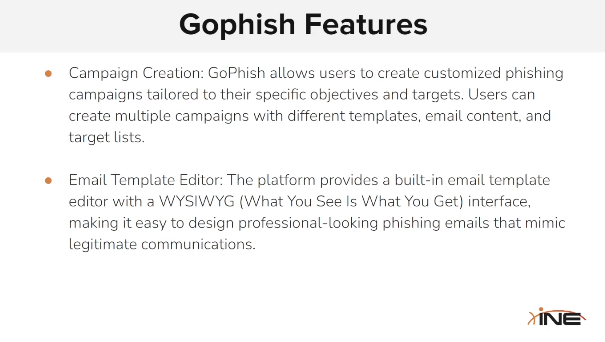 Gophish Features
● Campaign Creation: GoPhish allows users to create customized phishing
campaigns tailored to their specific objectives and targets. Users can
create multiple campaigns with different templates, email content, and
target lists.
● Email Template Editor: The platform provides a built-in email template
editor with a WYSIWYG (What You See Is What You Get) interface,
making it easy to design professional-looking phishing emails that mimic
legitimate communications.
INE